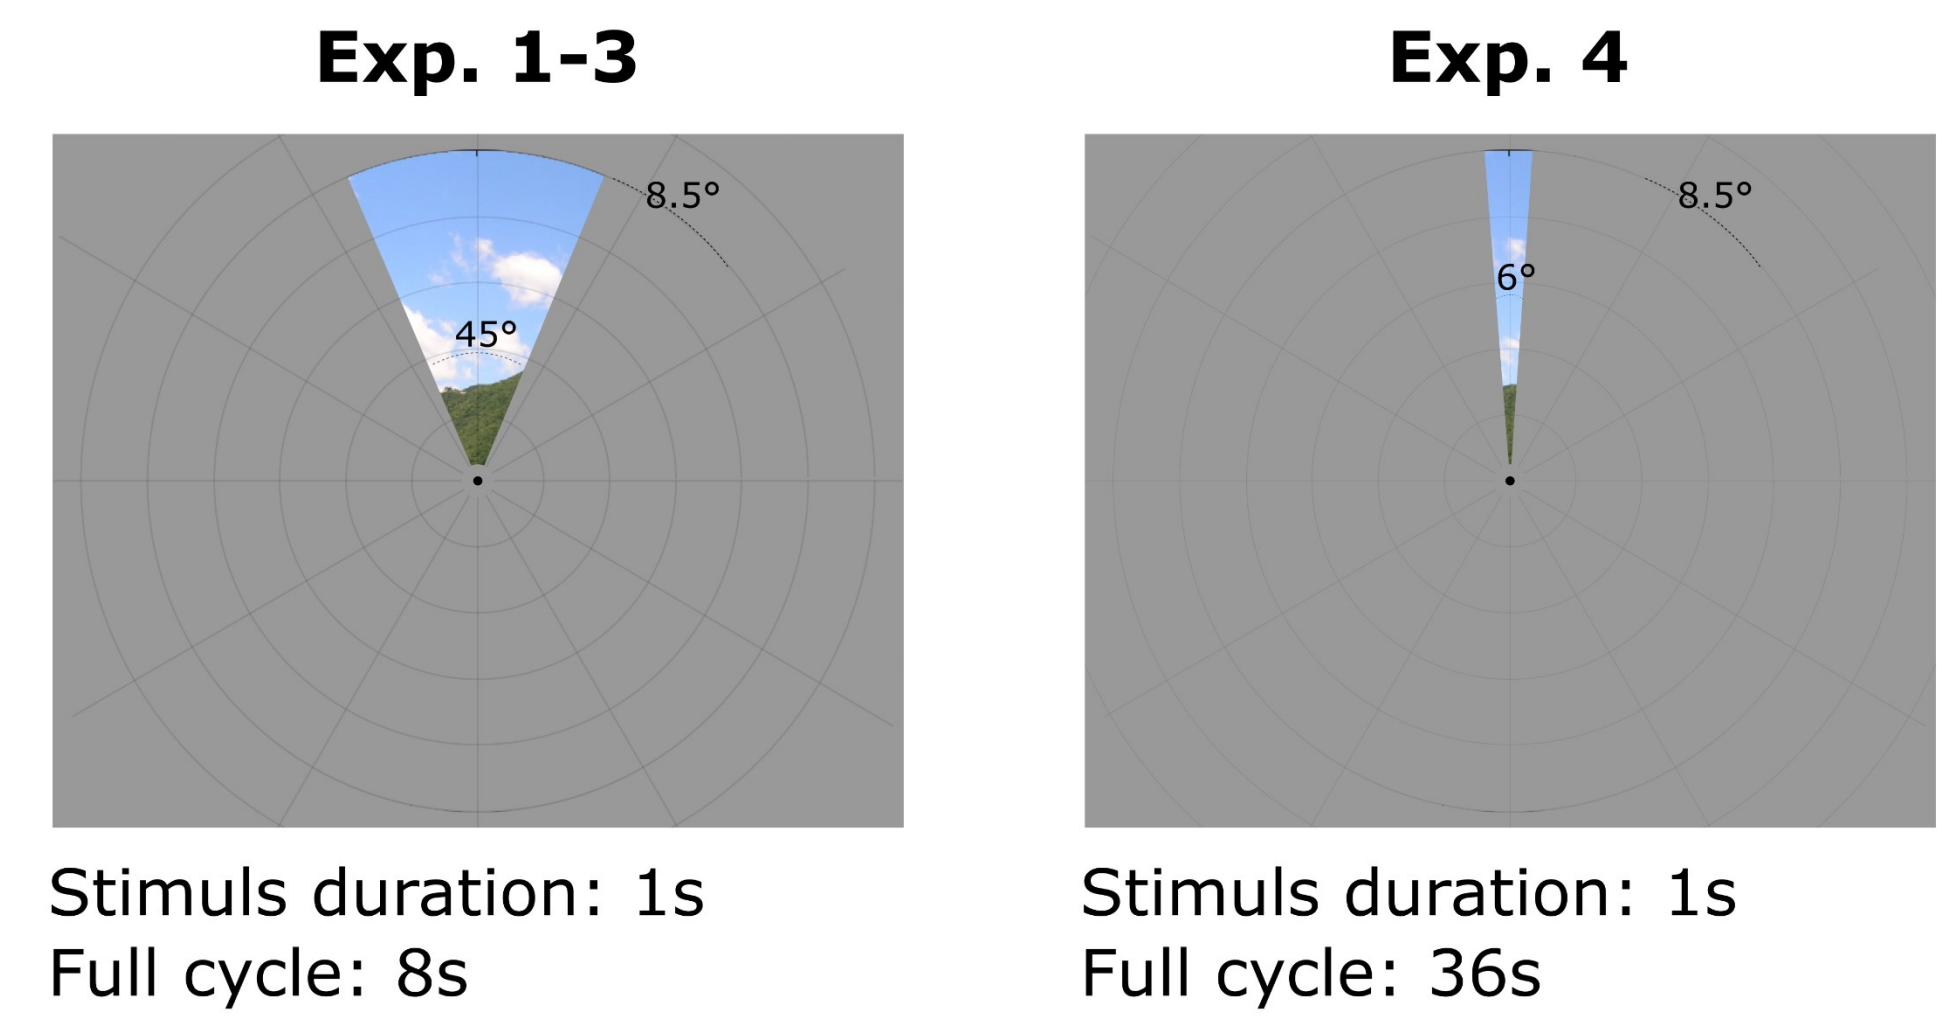 Exp. 1-3
8.5°
45°
Stimuls duration: 1s
Full cycle: 8s
Exp. 4
8.5°
6°
Stimuls duration: 1s
Full cycle: 36s